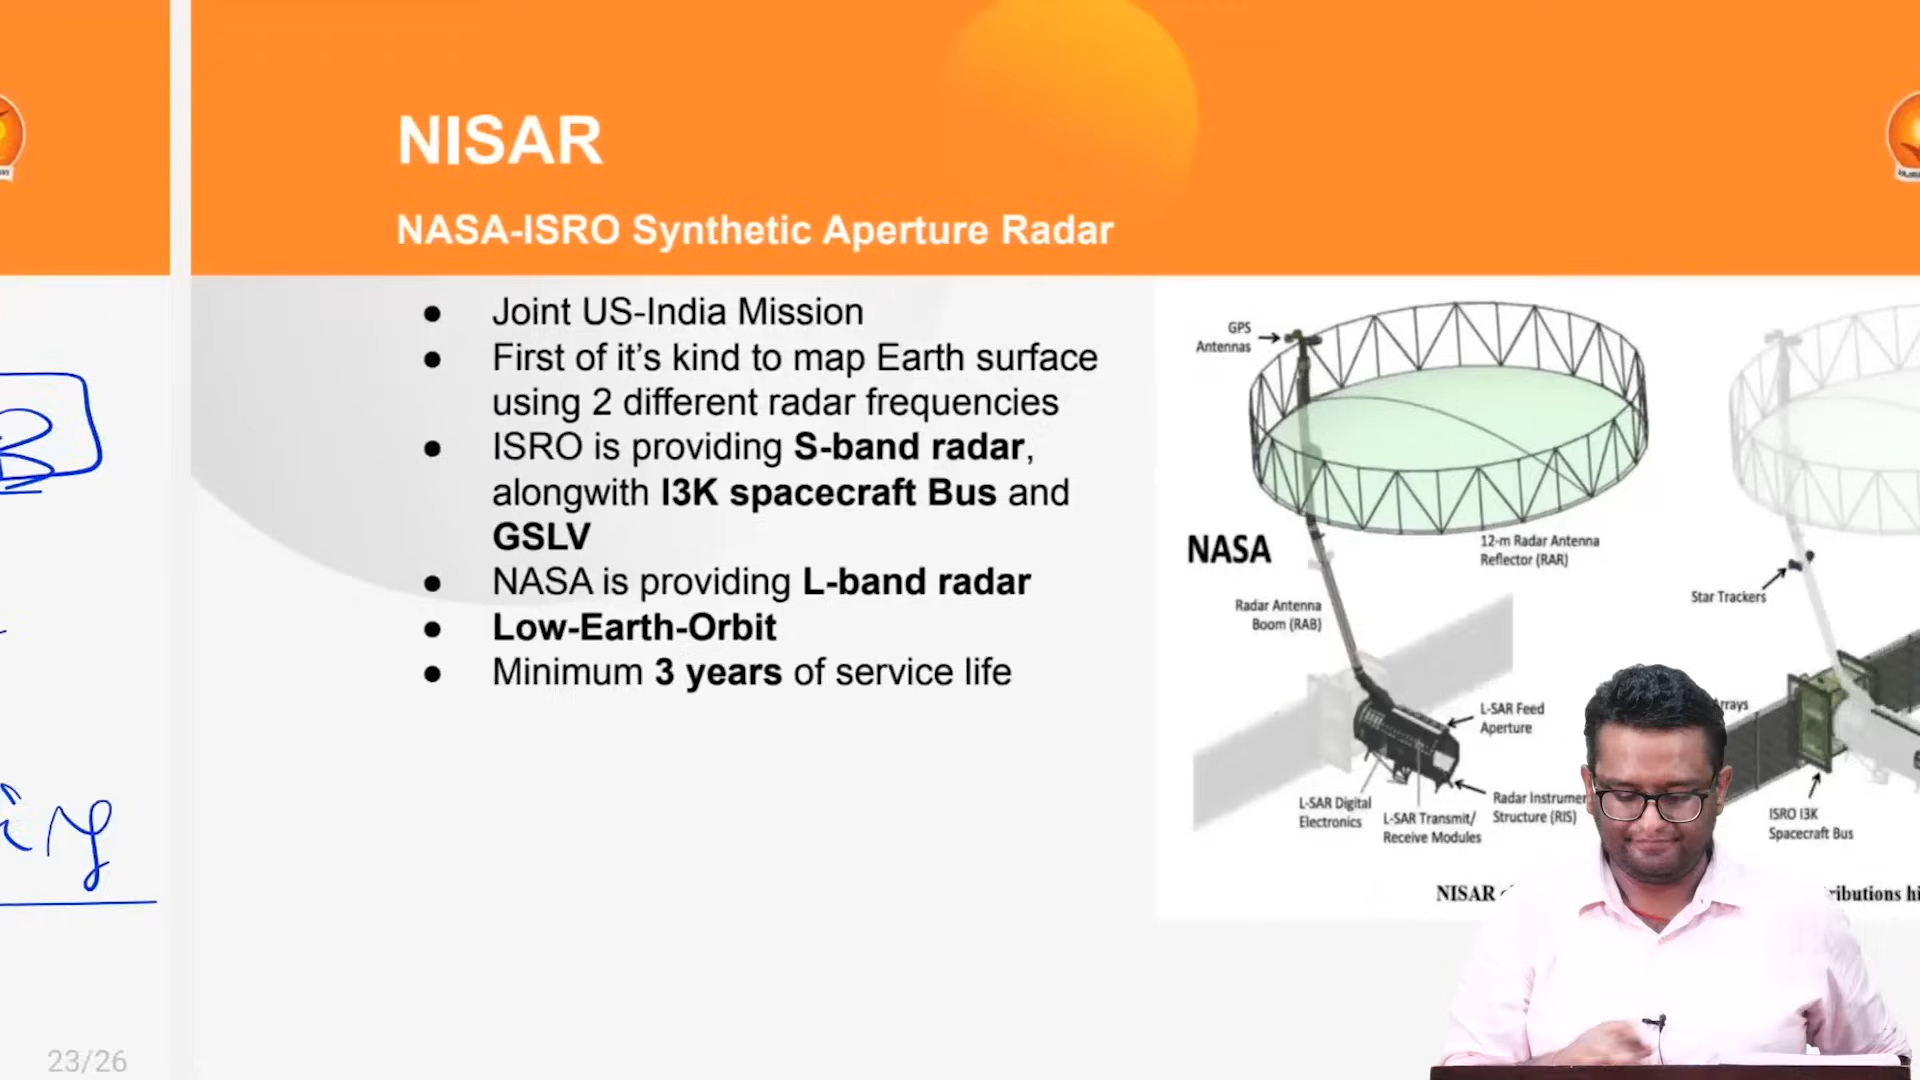 NISAR
NASA-ISRO Synthetic Aperture Radar
● Joint US-India Mission
● First of it’s kind to map Earth surface
using 2 different radar frequencies
● ISRO is providing S-band radar,
alongwith I3K spacecraft Bus and
GSLV
● NASA is providing L-band radar
● Low-Earth-Orbit
● Minimum 3 years of service life
GPS
Antennas
12-m Radar Antenna
Reflector (RAR)
NASA
Radar Antenna
Boom (RAB)
L-SAR Feed
Aperture
L-SAR Digital
Electronics
L-SAR Transmit/
Receive Modules
Radar Instrumen
Structure (RIS)
Star Trackers
rrays
ISRO I3K
Spacecraft Bus
NISAR
ributions hi
23/26